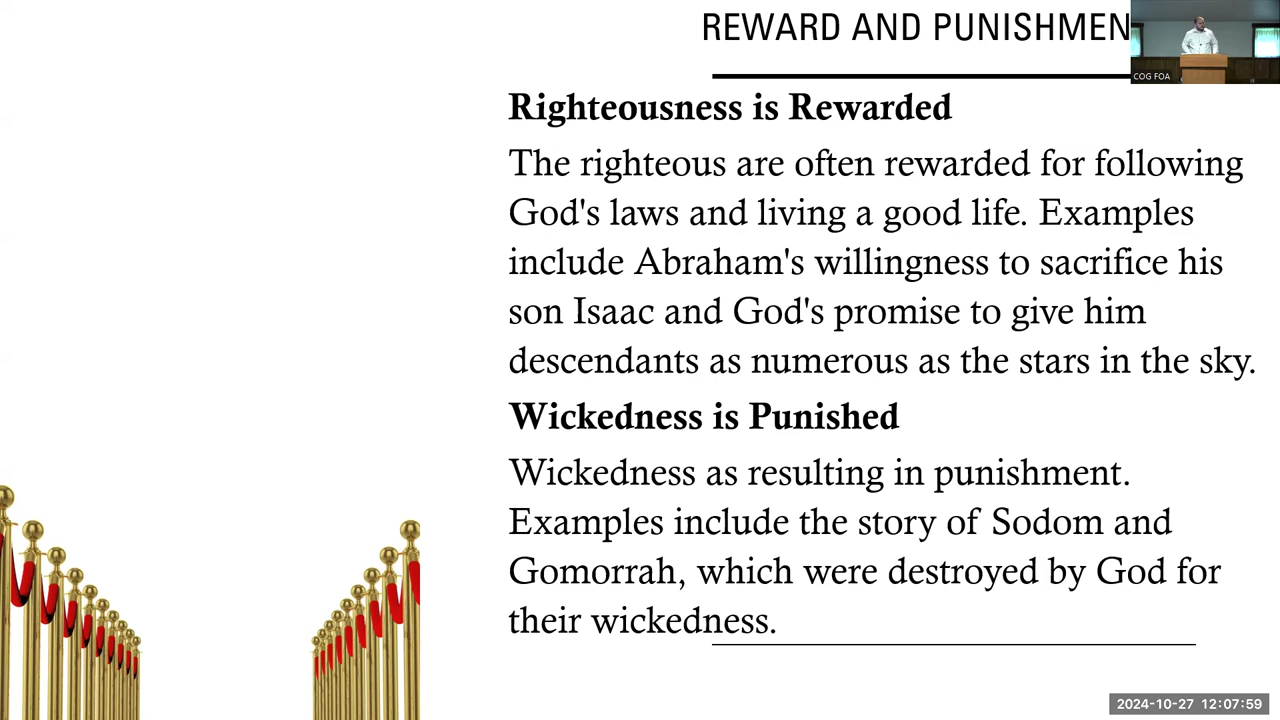 REWARD AND PUNISHMEN
COG FOA
Righteousness is Rewarded
The righteous are often rewarded for following
God's laws and living a good life. Examples
include Abraham's willingness to sacrifice his
son Isaac and God's promise to give him
descendants as numerous as the stars in the sky.
Wickedness is Punished
Wickedness as resulting in punishment.
Examples include the story of Sodom and
Gomorrah, which were destroyed by God for
their wickedness.
2024-10-27 12:07:59